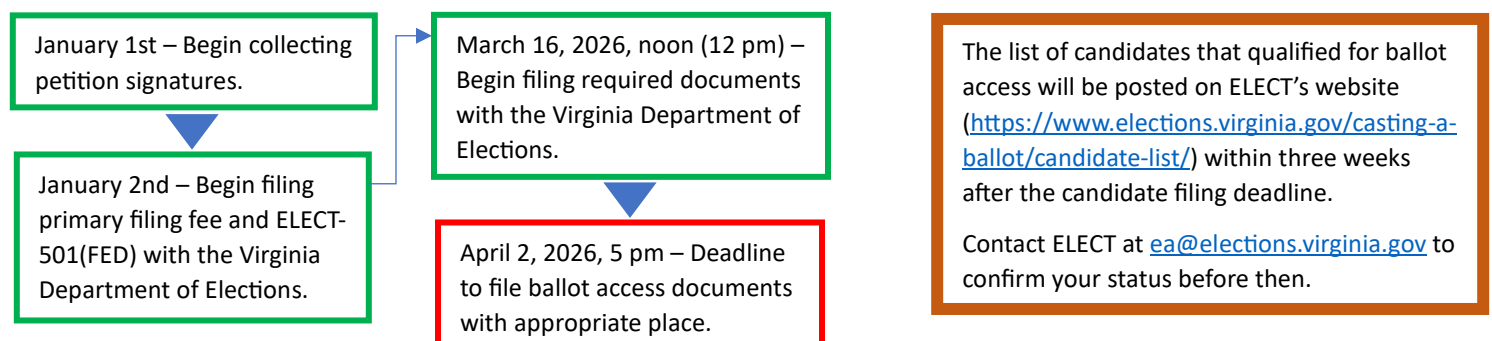 January 1st – Begin collecting
petition signatures.
January 2nd – Begin filing
primary filing fee and ELECT-
501(FED) with the Virginia
Department of Elections.
March 16, 2026, noon (12 pm) –
Begin filing required documents
with the Virginia Department of
Elections.
April 2, 2026, 5 pm – Deadline
to file ballot access documents
with appropriate place.
The list of candidates that qualified for ballot
access will be posted on ELECT’s website
(https://www.elections.virginia.gov/casting-a-
ballot/candidate-list/) within three weeks
after the candidate filing deadline.
Contact ELECT at ea@elections.virginia.gov to
confirm your status before then.